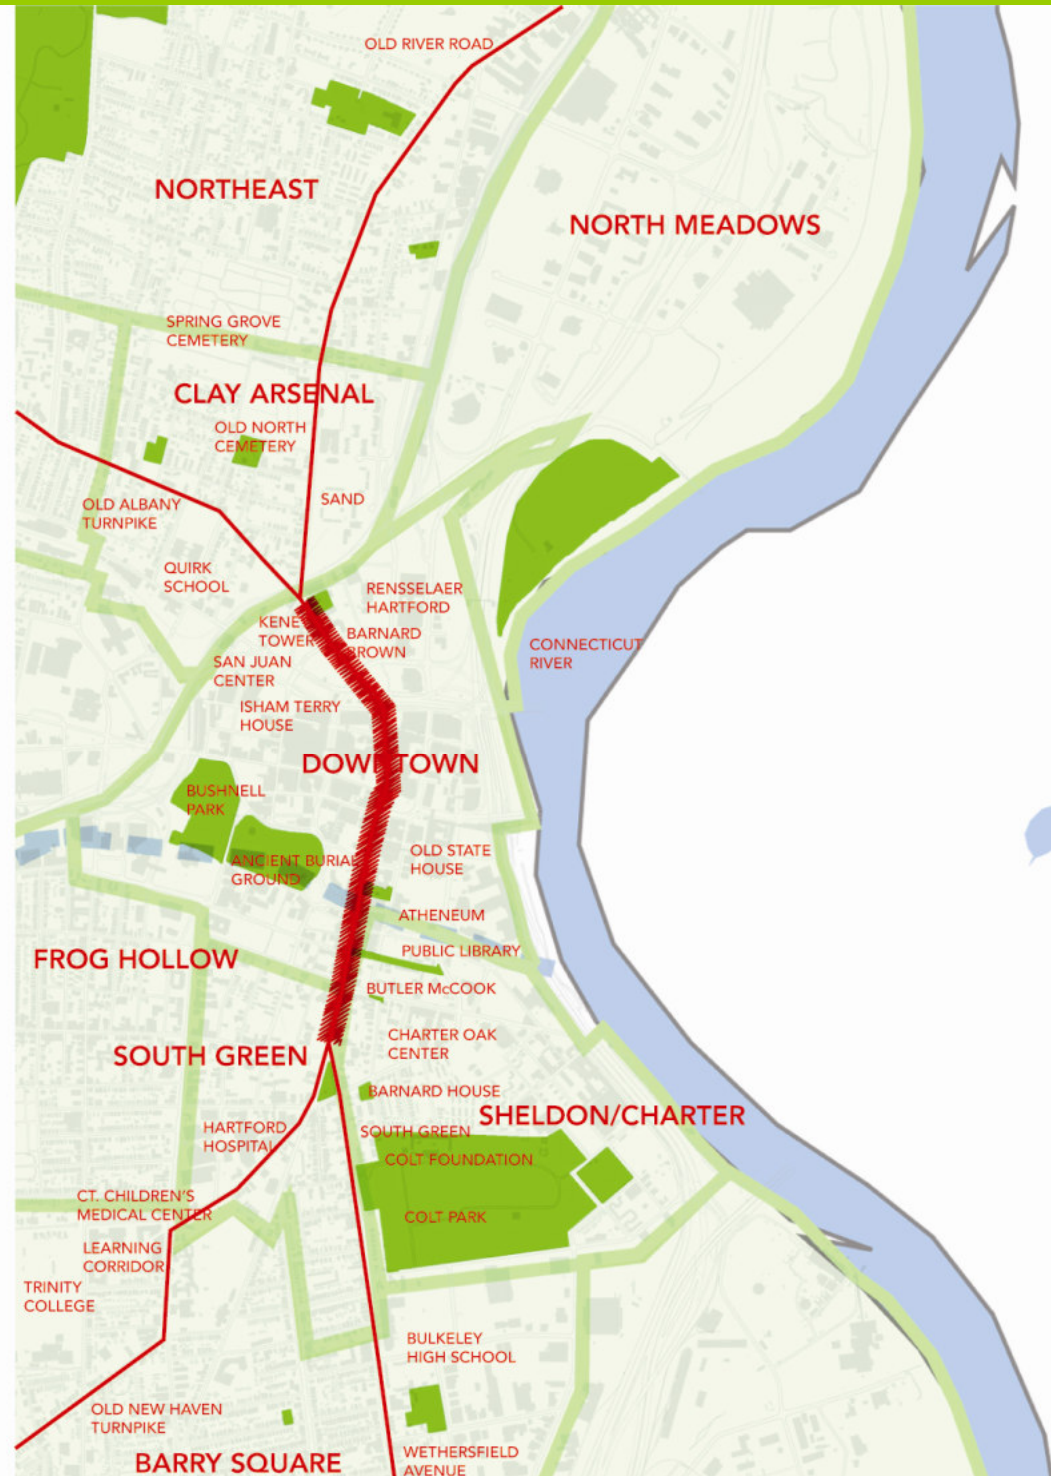 OLD RIVER ROAD
NORTHEAST
NORTH MEADOWS
SPRING GROVE
CEMETERY
CLAY ARSENAL
OLD NORTH
CEMETERY
SAND
OLD ALBANY
TURNPIKE
QUIRK
SCHOOL
RENSSELAER
HARTFORD
KENE
TOWER
BARNARD
BROWN
CONNECTICUT
RIVER
SAN JUAN
CENTER
ISHAM TERRY
HOUSE
DOWNTOWN
BUSHNELL
PARK
ANCIENT BURIAL
GROUND
OLD STATE
HOUSE
ATHENEUM
PUBLIC LIBRARY
FROG HOLLOW
BUTLER McCOOK
CHARTER OAK
CENTER
SOUTH GREEN
BARNARD HOUSE
SHELDON/CHARTER
HARTFORD
HOSPITAL
SOUTH GREEN
COLT FOUNDATION
CT. CHILDREN'S
MEDICAL CENTER
COLT PARK
LEARNING
CORRIDOR
TRINITY
COLLEGE
BULKELEY
HIGH SCHOOL
OLD NEW HAVEN
TURNPIKE
BARRY SQUARE
WETHERSFIELD
AVENUE